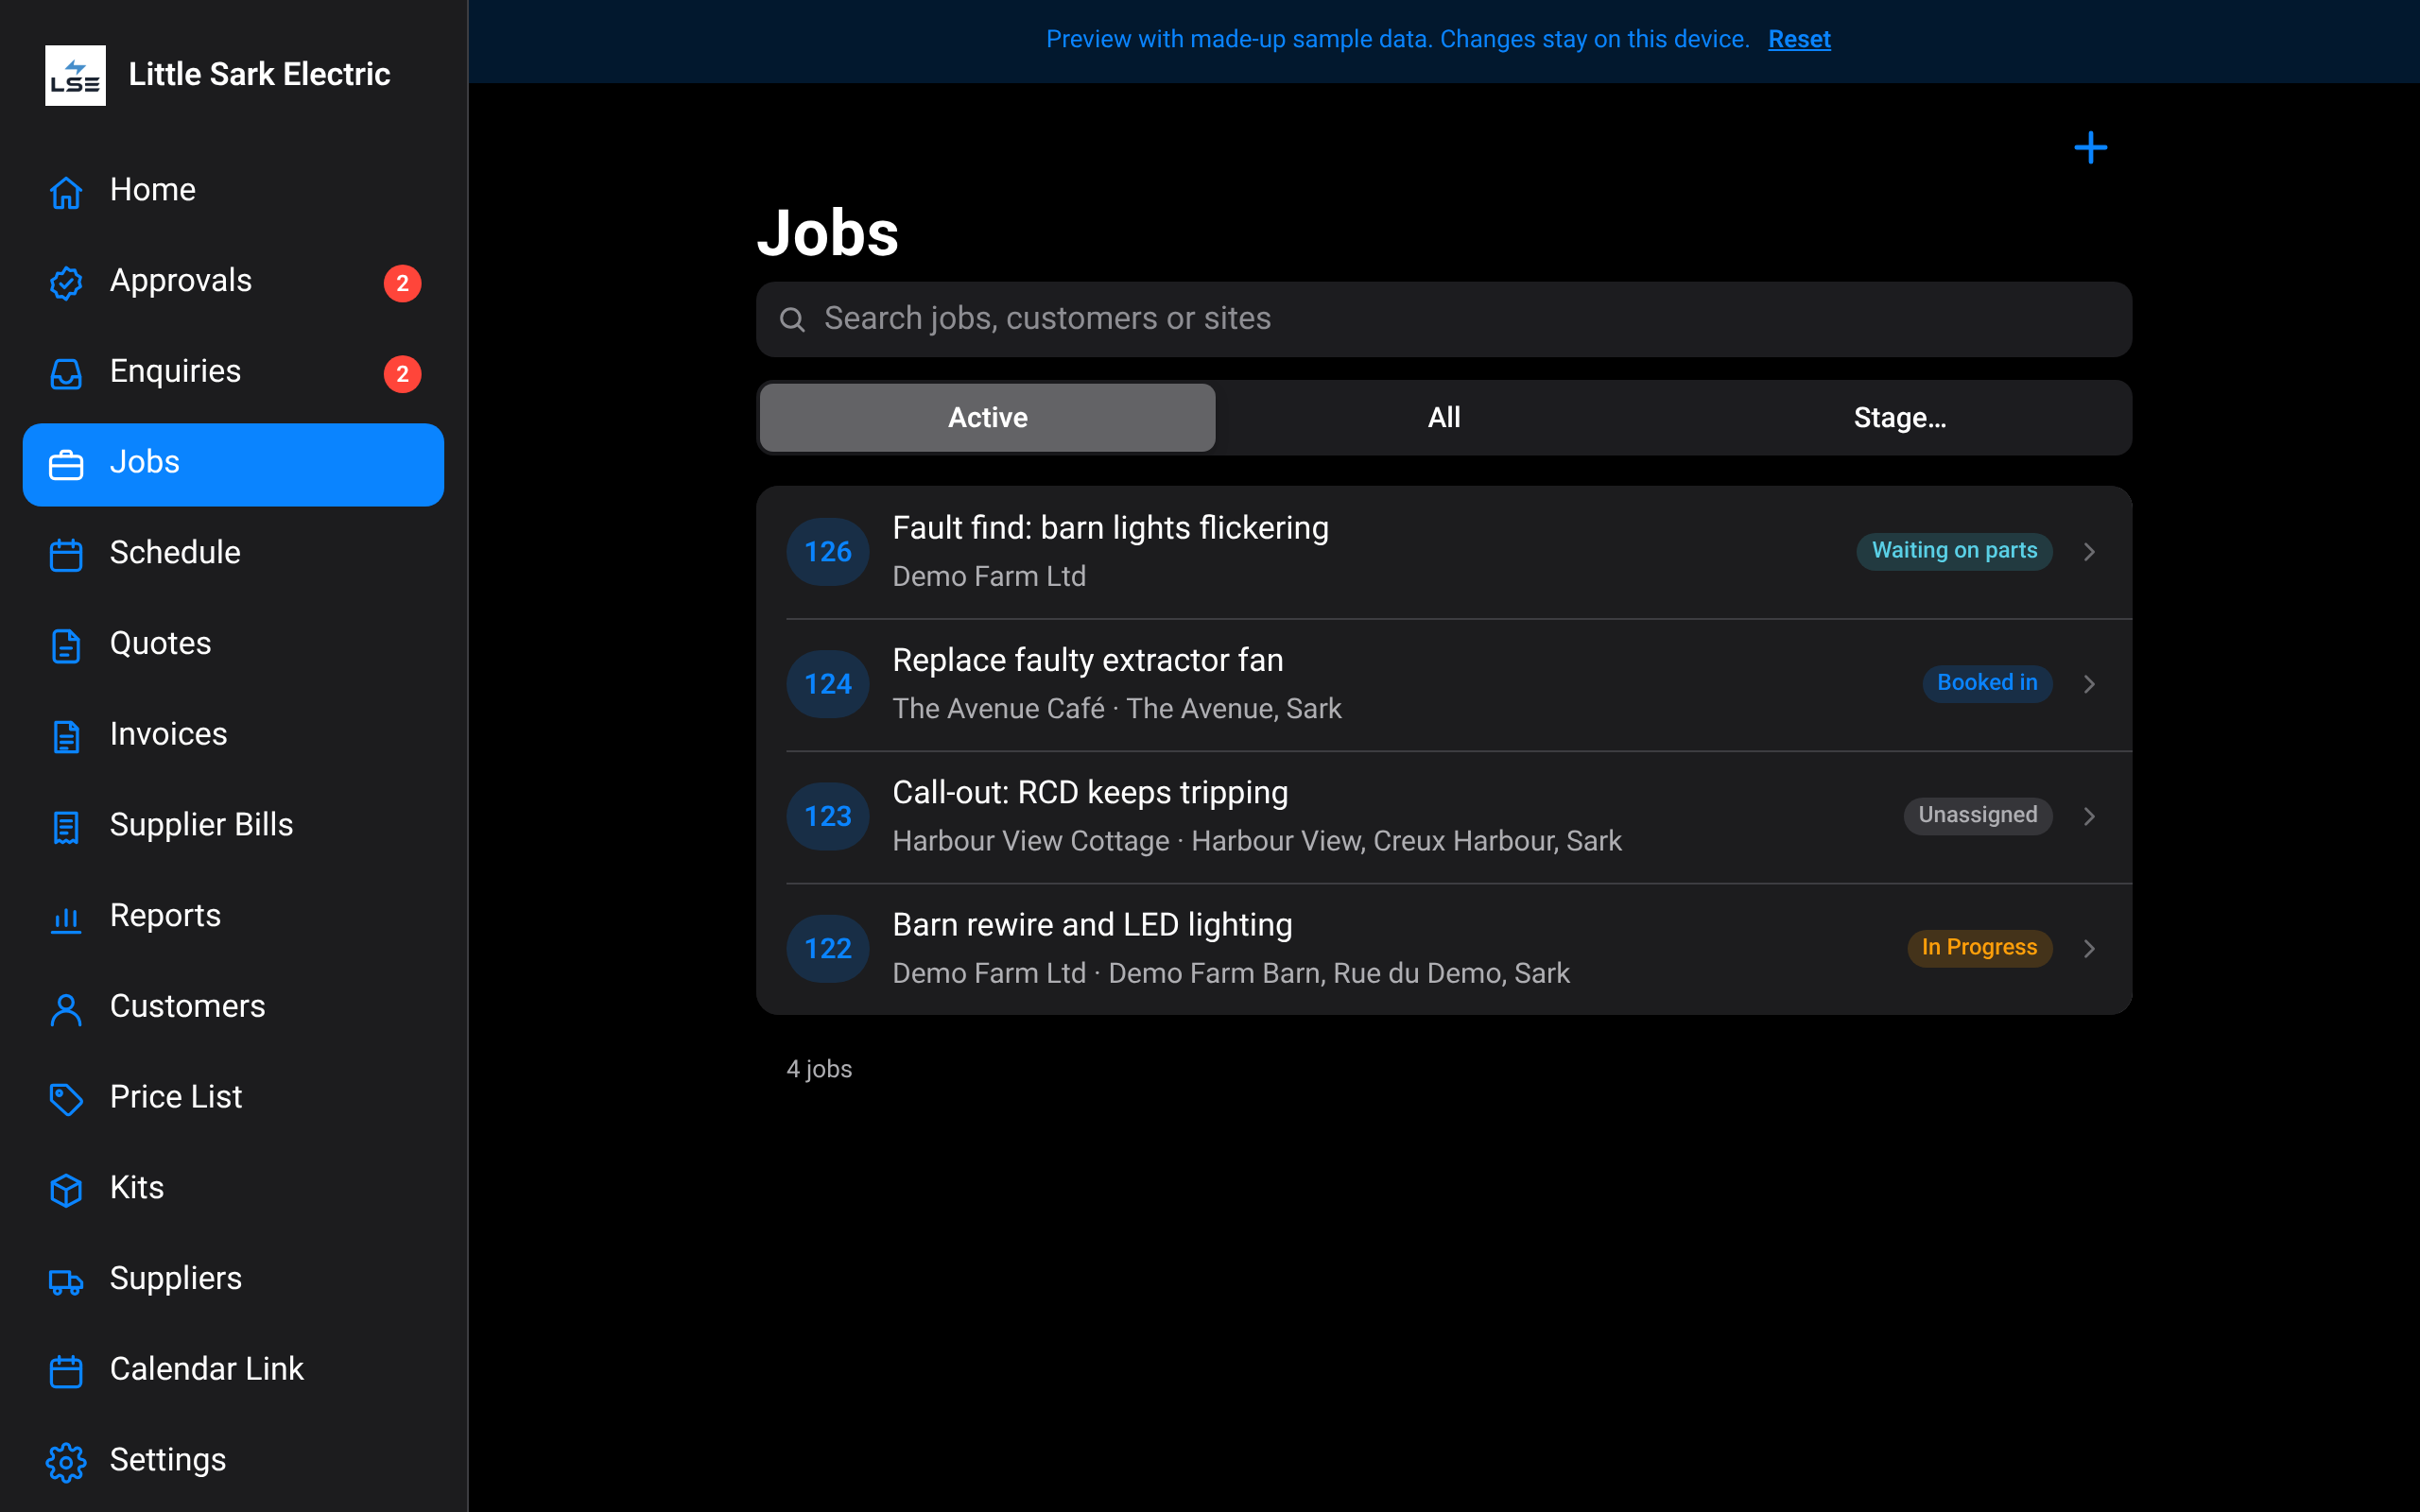 LSE
Little Sark Electric
Home
Approvals 2
Enquiries 2
Jobs
Schedule
Quotes
Invoices
Supplier Bills
Reports
Customers
Price List
Kits
Suppliers
Calendar Link
Settings
Preview with made-up sample data. Changes stay on this device. Reset
Jobs
Search jobs, customers or sites
Active All Stage…
126 Fault find: barn lights flickering
Demo Farm Ltd
Waiting on parts
124 Replace faulty extractor fan
The Avenue Café · The Avenue, Sark
Booked in
123 Call-out: RCD keeps tripping
Harbour View Cottage · Harbour View, Creux Harbour, Sark
Unassigned
122 Barn rewire and LED lighting
Demo Farm Ltd · Demo Farm Barn, Rue du Demo, Sark
In Progress
4 jobs